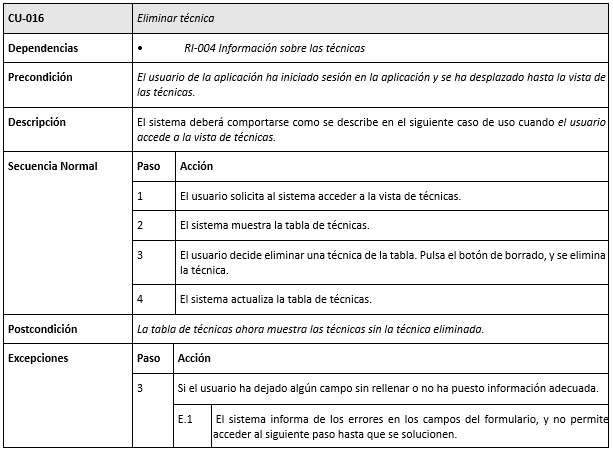 CU-016 Eliminar técnica
Dependencias • RI-004 Información sobre las técnicas
Precondición El usuario de la aplicación ha iniciado sesión en la aplicación y se ha desplazado hasta la vista de
las técnicas.
Descripción El sistema deberá comportarse como se describe en el siguiente caso de uso cuando el usuario
accede a la vista de técnicas.
Secuencia Normal Paso Acción
1 El usuario solicita al sistema acceder a la vista de técnicas.
2 El sistema muestra la tabla de técnicas.
3 El usuario decide eliminar una técnica de la tabla. Pulsa el botón de borrado, y se elimina
la técnica.
4 El sistema actualiza la tabla de técnicas.
Postcondición La tabla de técnicas ahora muestra las técnicas sin la técnica eliminada.
Excepciones Paso Acción
3 Si el usuario ha dejado algún campo sin rellenar o no ha puesto información adecuada.
E.1 El sistema informa de los errores en los campos del formulario, y no permite
acceder al siguiente paso hasta que se solucionen.